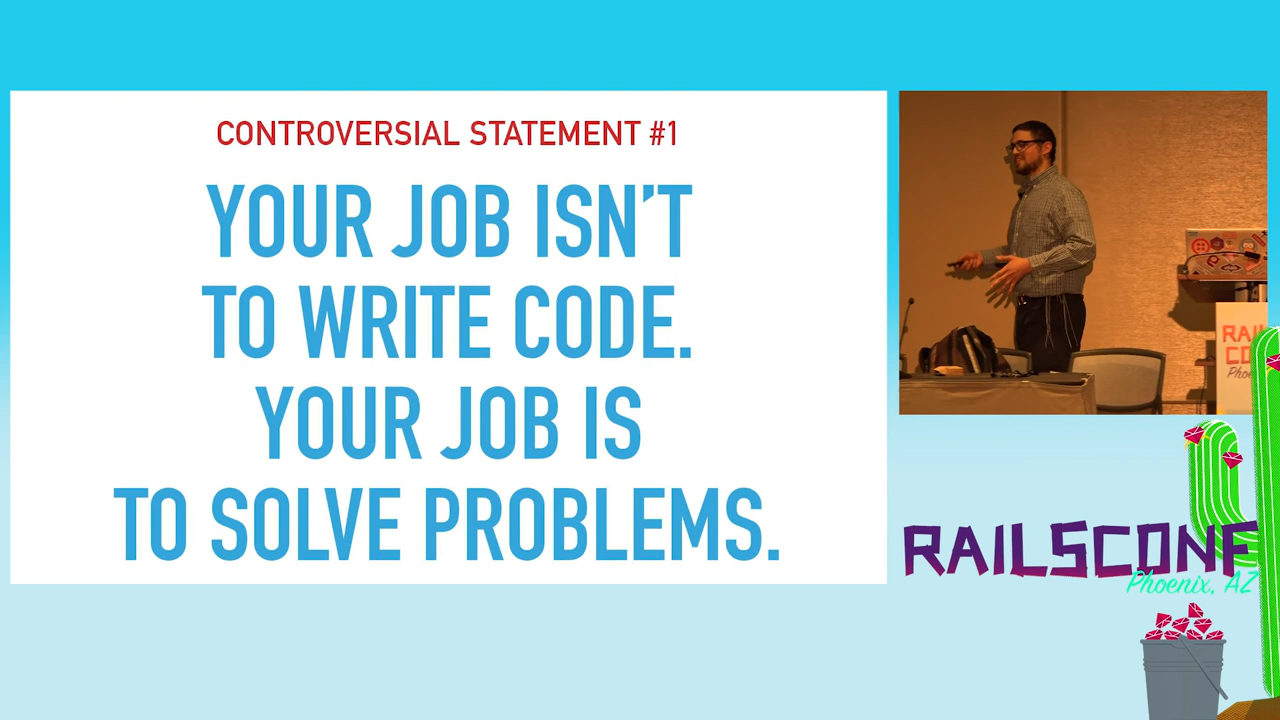 CONTROVERSIAL STATEMENT #1
YOUR JOB ISN'T
TO WRITE CODE.
YOUR JOB IS
TO SOLVE PROBLEMS.
RAILSCONF
Phoenix, AZ